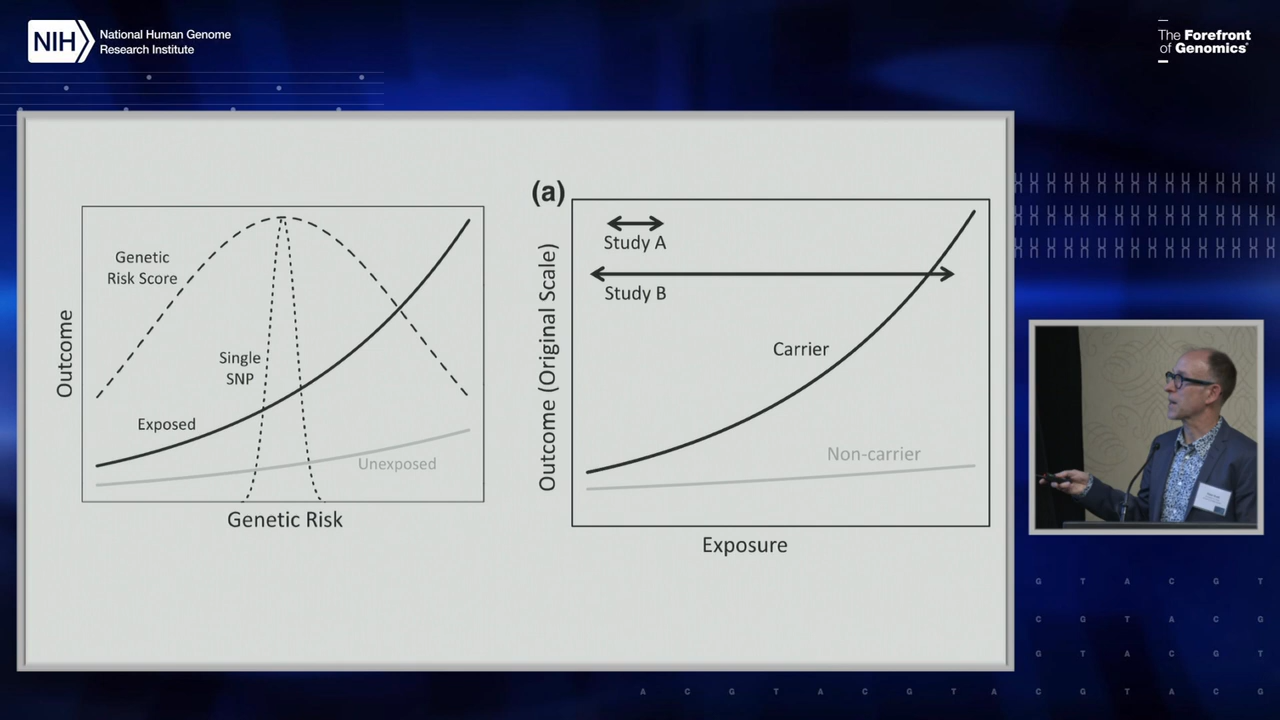 NIH
National Human Genome
Research Institute
The Forefront
of Genomics®
Genetic
Risk Score
Single
SNP
Exposed
Unexposed
Outcome
Genetic Risk
(a)
Study A
Study B
Carrier
Non-carrier
Outcome (Original Scale)
Exposure
G T A C G T
C G T A C G
G T A C G T
A C G T A C G T A C G T A C G